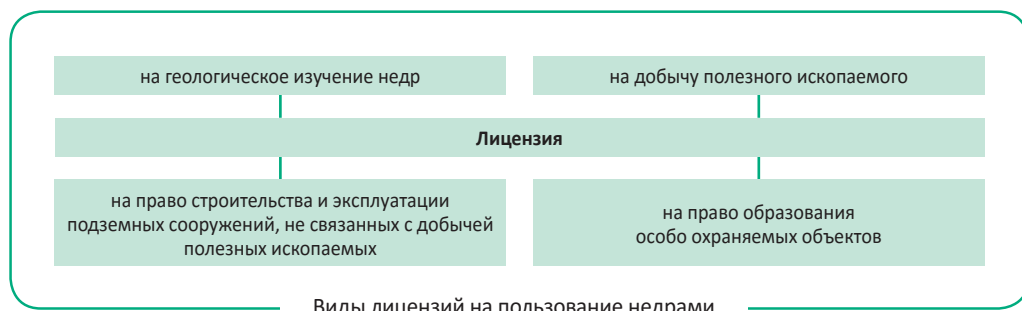 на геологическое изучение недр
на добычу полезного ископаемого
Лицензия
на право строительства и эксплуатации
подземных сооружений, не связанных с добычей
полезных ископаемых
на право образования
особо охраняемых объектов
Виды лицензий на пользование недрами